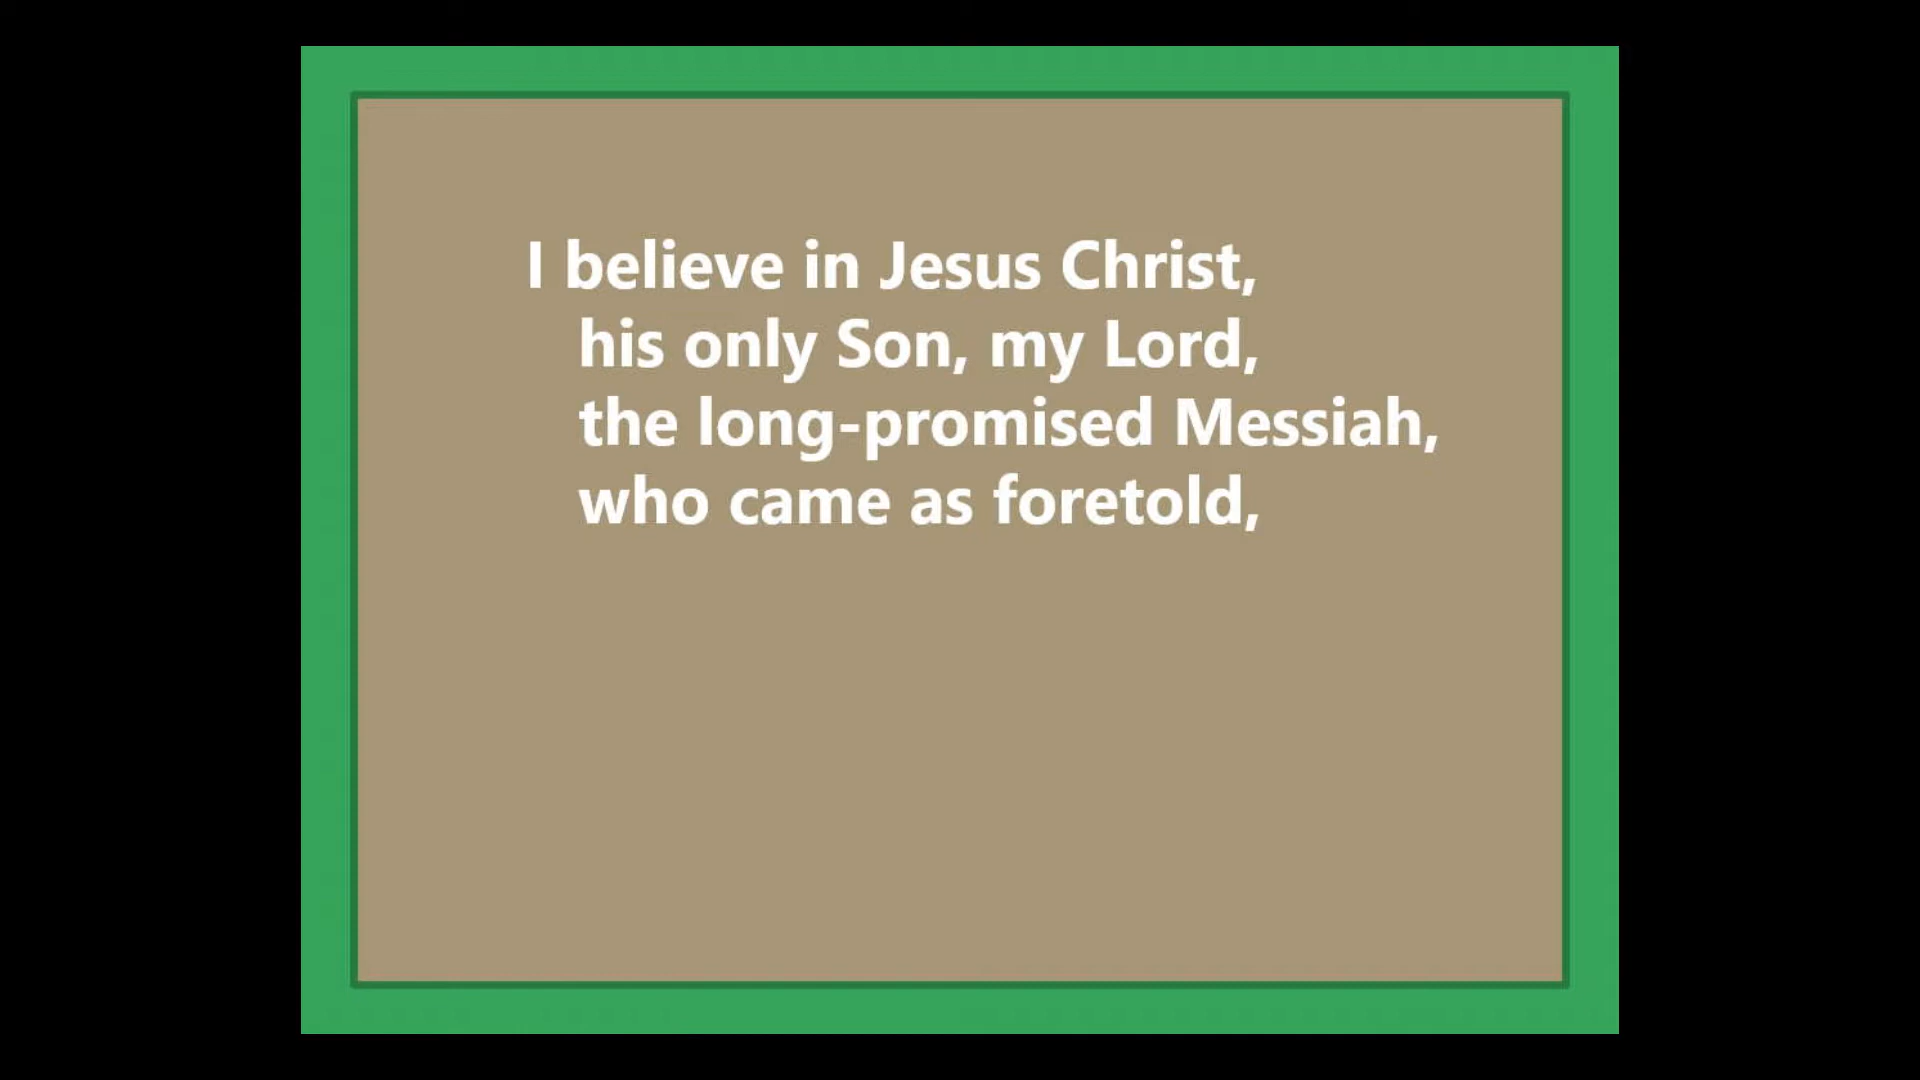 I believe in Jesus Christ,
his only Son, my Lord,
the long-promised Messiah,
who came as foretold,